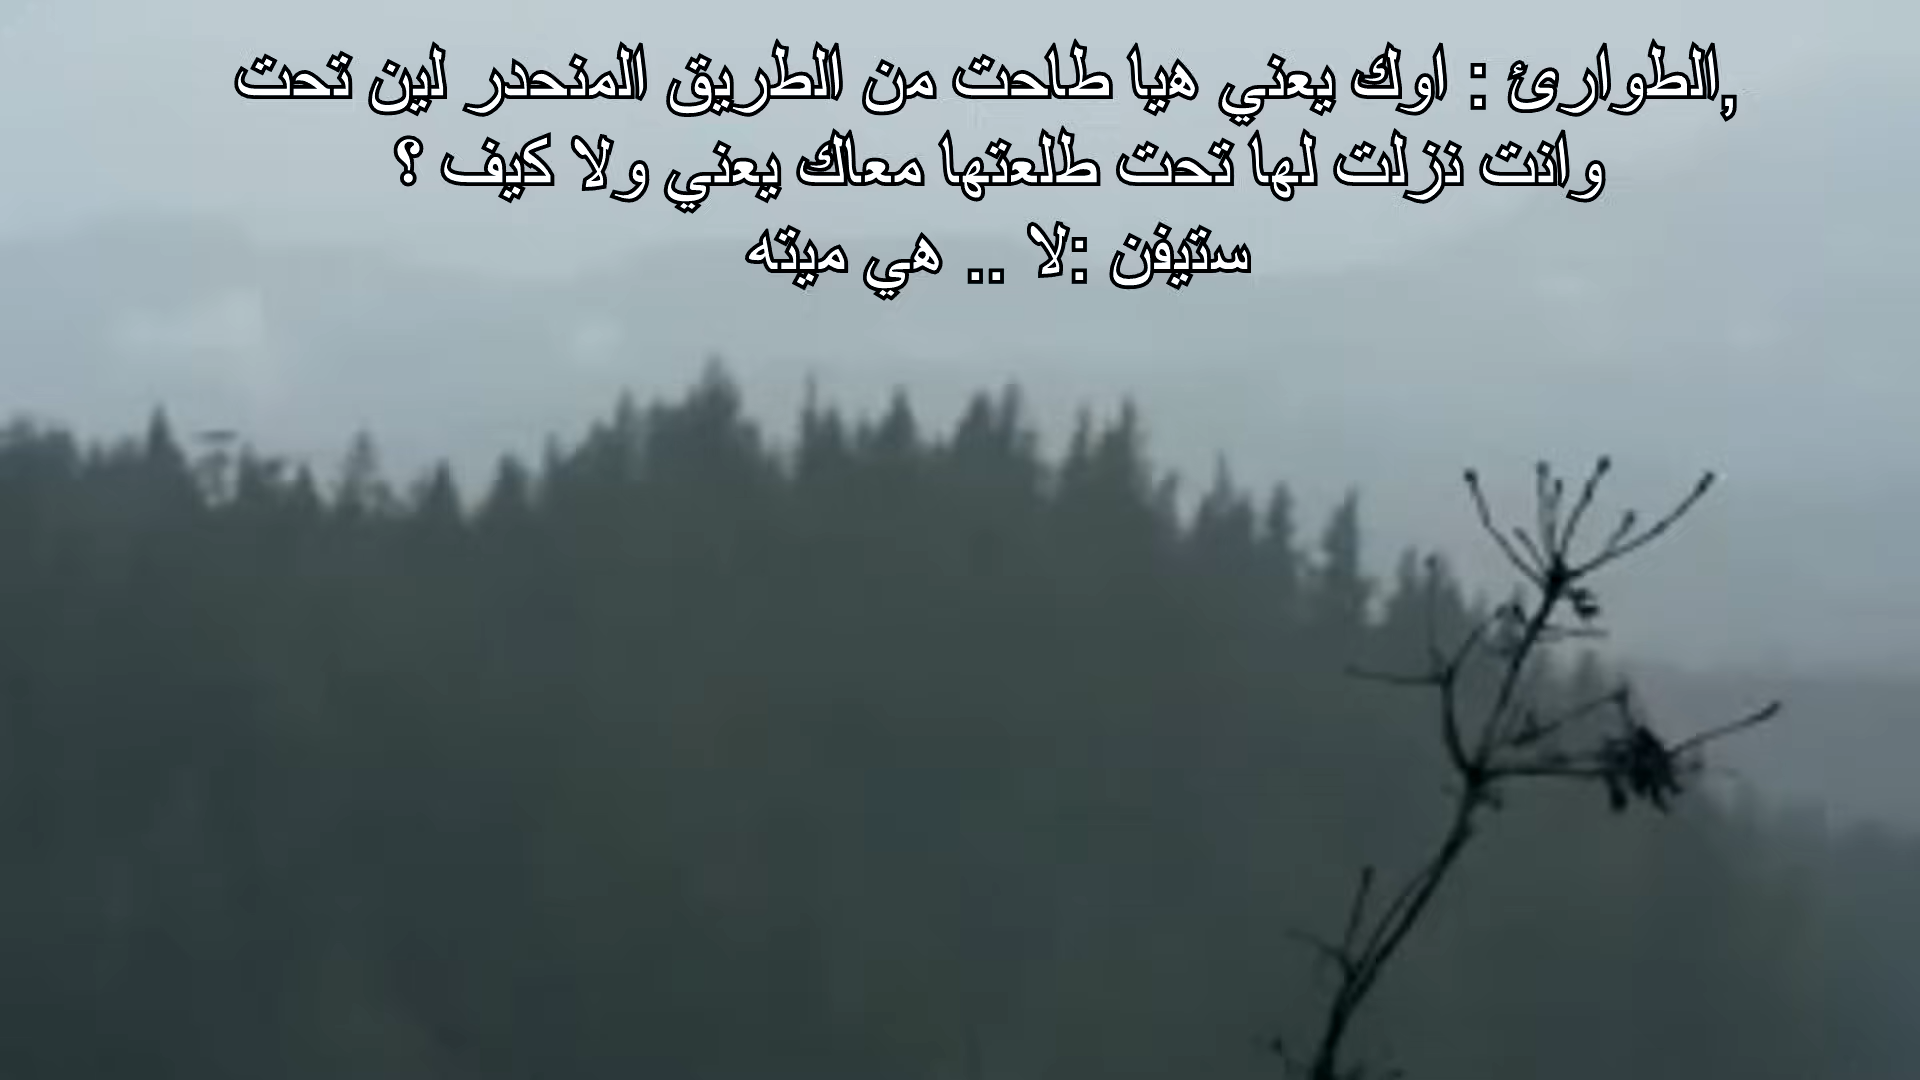 ,الطوارئ : اوك يعني هيا طاحت من الطريق المنحدر لين تحت
وانت نزلت لها تحت طلعتها معاك يعني ولا كيف ؟
ستيفن :لا .. هي ميته